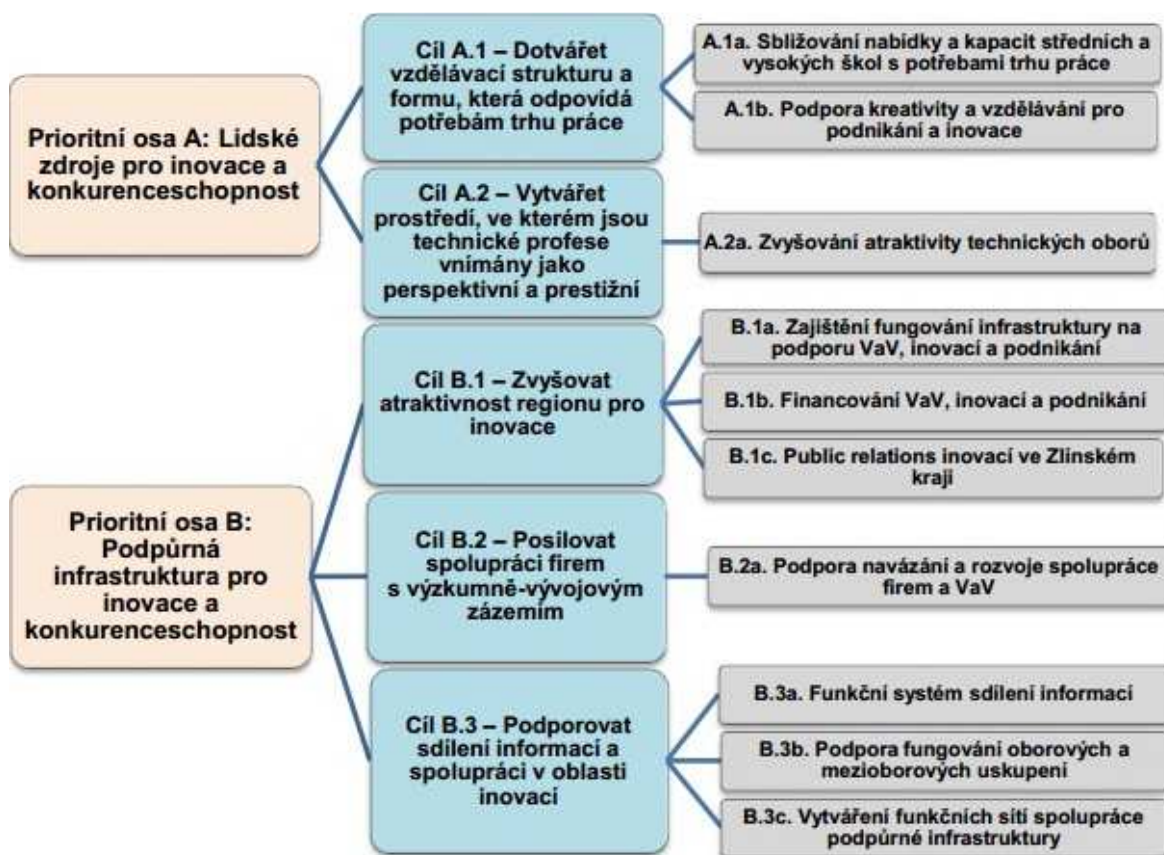 Prioritní osa A: Lidské
zdroje pro inovace a
konkurenceschopnost
Cíl A.1 – Dotvářet
vzdělávací strukturu a
formu, která odpovídá
potřebám trhu práce
A.1a. Sbližování nabídky a kapacit středních a
vysokých škol s potřebami trhu práce
A.1b. Podpora kreativity a vzdělávání pro
podnikání a inovace
Cíl A.2 – Vytvářet
prostředí, ve kterém jsou
technické profese
vnímány jako
perspektivní a prestižní
A.2a. Zvyšování atraktivity technických oborů
Prioritní osa B:
Podpůrná
infrastruktura pro
inovace a
konkurenceschopnost
Cíl B.1 – Zvyšovat
atraktivnost regionu pro
inovace
B.1a. Zajištění fungování infrastruktury na
podporu VaV, inovací a podnikání
B.1b. Financování VaV, inovací a podnikání
B.1c. Public relations inovací ve Zlínském
kraji
Cíl B.2 – Posilovat
spolupráci firem
s výzkumně-vývojovým
zázemím
B.2a. Podpora navázání a rozvoje spolupráce
firem a VaV
Cíl B.3 – Podporovat
sdílení informací a
spolupráci v oblasti
inovací
B.3a. Funkční systém sdílení informací
B.3b. Podpora fungování oborových a
mezioborových uskupení
B.3c. Vytváření funkčních sítí spolupráce
podpůrné infrastruktury